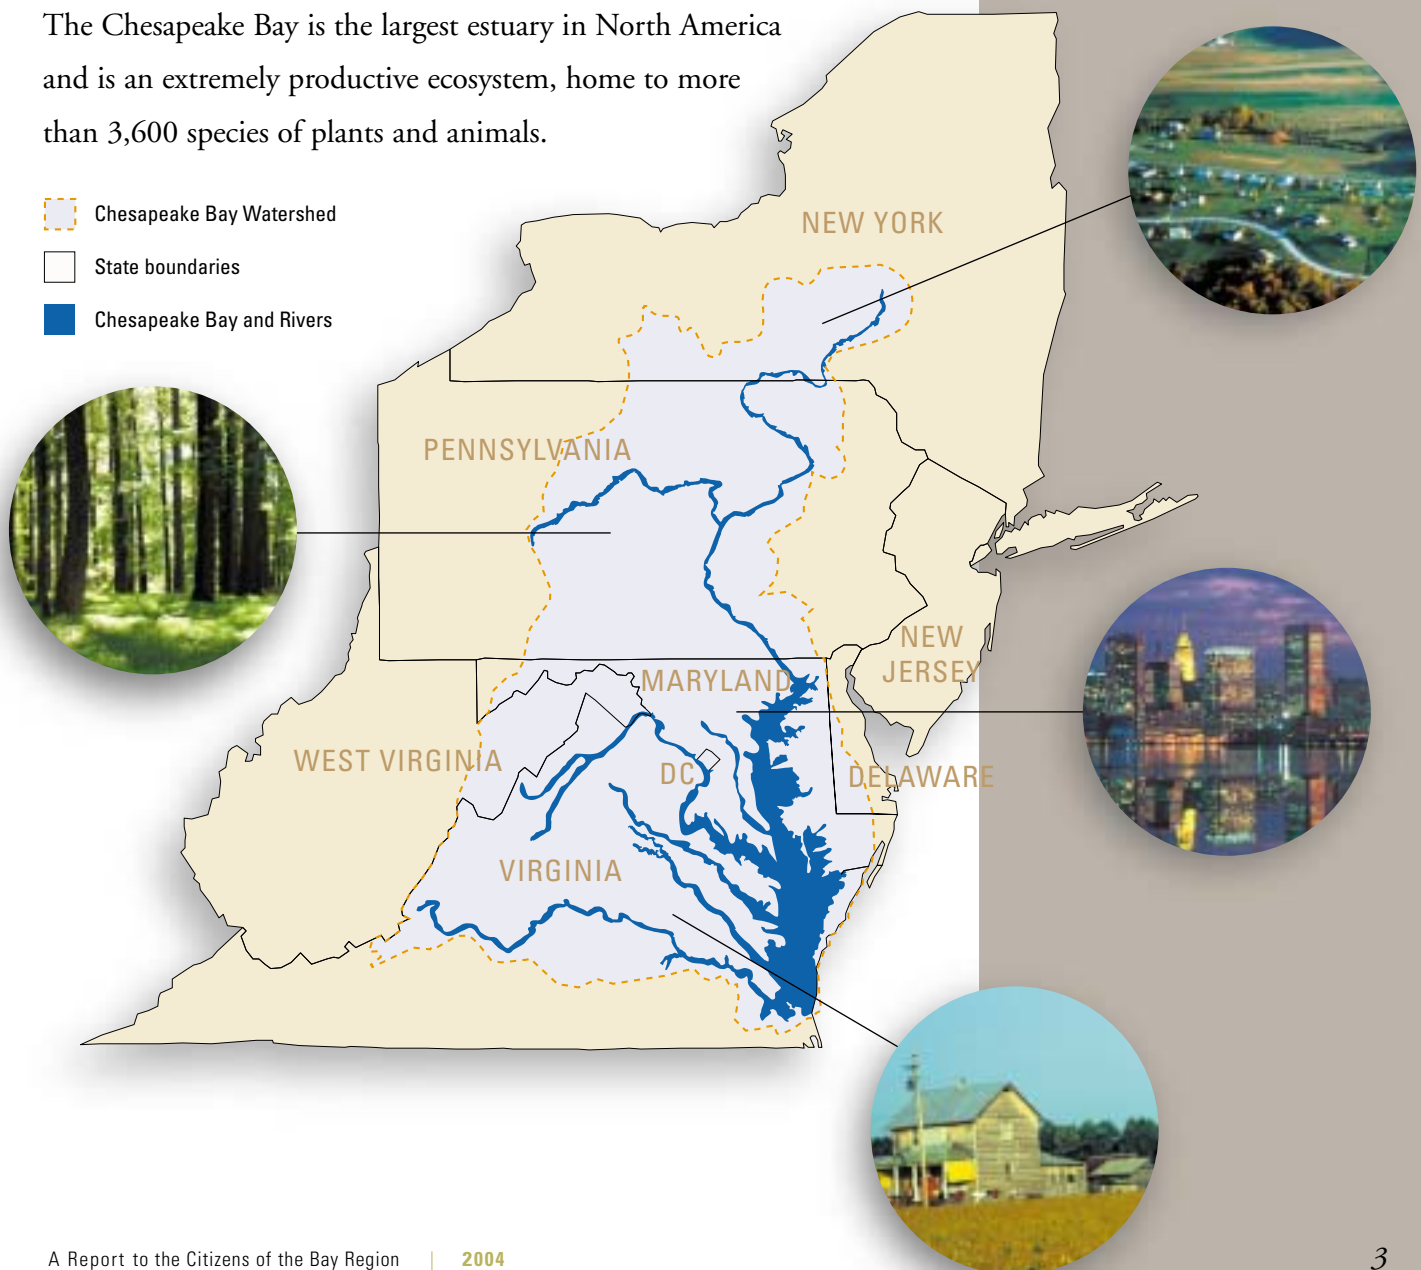 The Chesapeake Bay is the largest estuary in North America
and is an extremely productive ecosystem, home to more
than 3,600 species of plants and animals.
Chesapeake Bay Watershed
State boundaries
Chesapeake Bay and Rivers
NEW YORK
PENNSYLVANIA
NEW
JERSEY
MARYLAND
WEST VIRGINIA
DC
DELAWARE
VIRGINIA
A Report to the Citizens of the Bay Region | 2004
3